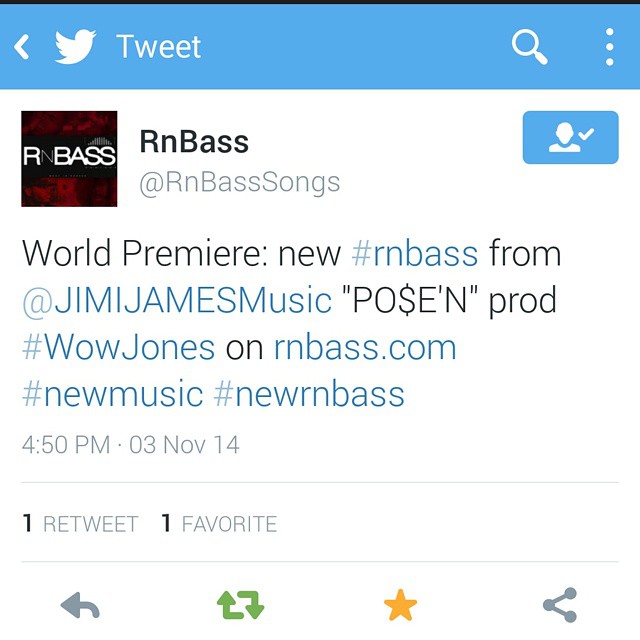 Tweet
RNBASS
RnBass
@RnBassSongs
World Premiere: new #rnbass from
@JIMIJAMESMusic "PO$E'N" prod
#WowJones on rnbass.com
#newmusic #newrnbass
4:50 PM · 03 Nov 14
1 RETWEET 1 FAVORITE